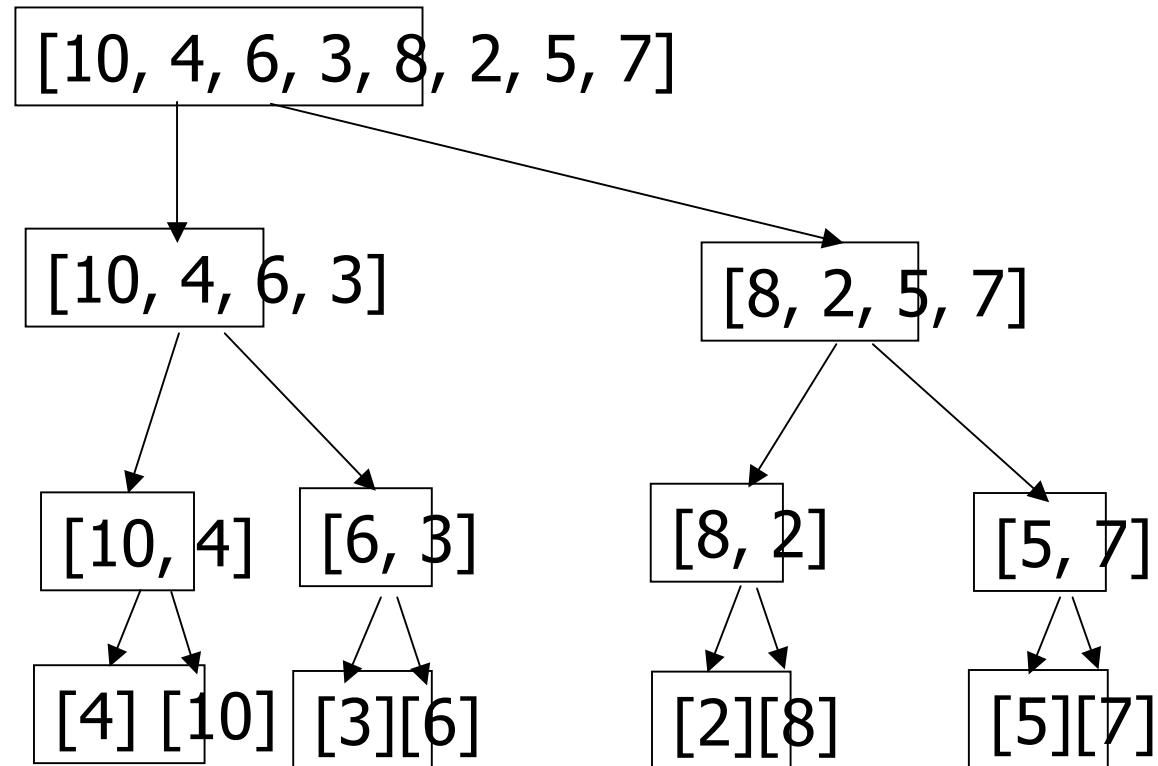 [10, 4, 6, 3, 8, 2, 5, 7]
[10, 4, 6, 3]
[8, 2, 5, 7]
[10, 4]
[6, 3]
[8, 2]
[5, 7]
[4] [10]
[3][6]
[2][8]
[5][7]